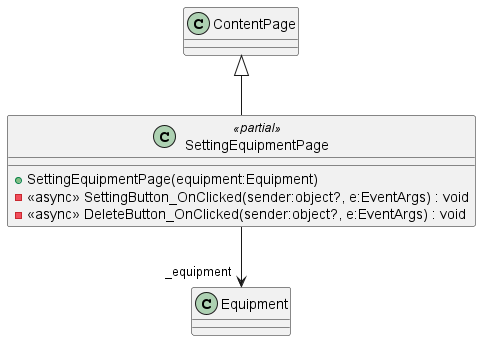 C ContentPage
«partial»
C SettingEquipmentPage
SettingEquipmentPage(equipment:Equipment)
«async» SettingButton_OnClicked(sender:object?, e:EventArgs) : void
«async» DeleteButton_OnClicked(sender:object?, e:EventArgs) : void
_equipment
C Equipment